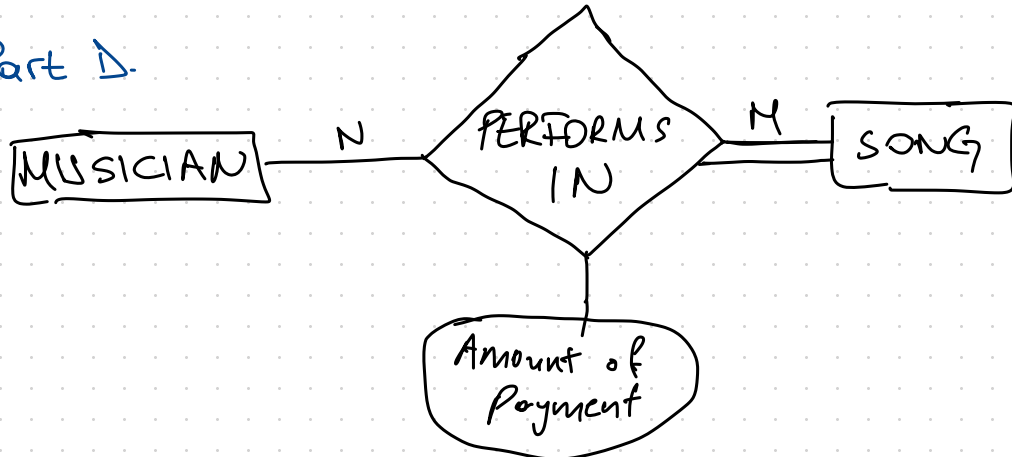 Part D.
MUSICIAN
N
PERFORMS
IN
M
SONG
Amount of
Payment